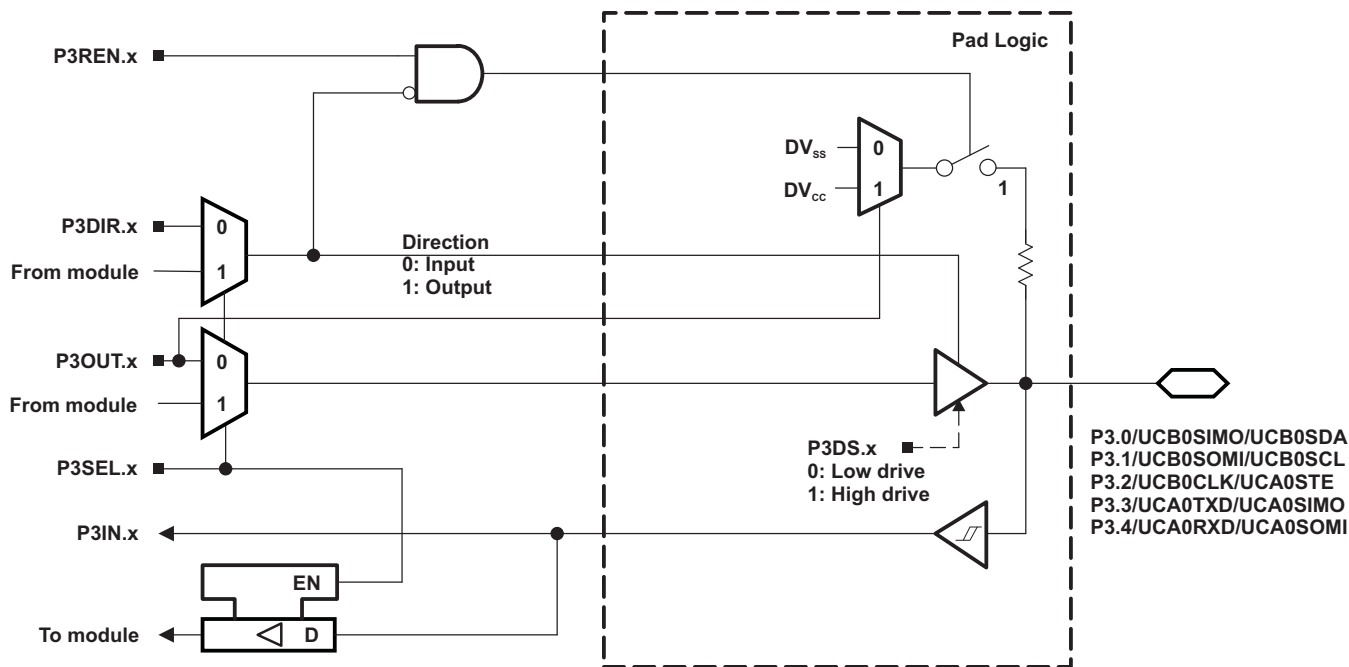 Pad Logic
P3REN.x
DVSS
0
DVCC
1
1
P3DIR.x
0
From module
1
Direction
0: Input
1: Output
P3OUT.x
0
From module
1
P3DS.x
0: Low drive
1: High drive
P3SEL.x
P3.0/UCB0SIMO/UCB0SDA
P3.1/UCB0SOMI/UCB0SCL
P3.2/UCB0CLK/UCA0STE
P3.3/UCA0TXD/UCA0SIMO
P3.4/UCA0RXD/UCA0SOMI
P3IN.x
EN
To module
D